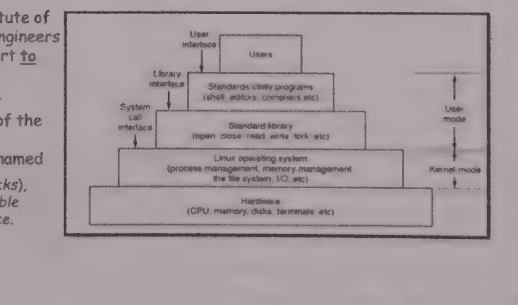 tute of
ngineers
rt to
of the
named
cks),
ble
ce.
User
interface
Users
Library
interface
Standards utility programs
(shell, editors, compilers etc)
System
call
interface
Standard library
(open, close, read, write, fork, etc)
User
mode
Linux operating system
(process management, memory management
the file system, I/O, etc)
Kernel mode
Hardware
(CPU, memory, disks, terminals, etc)